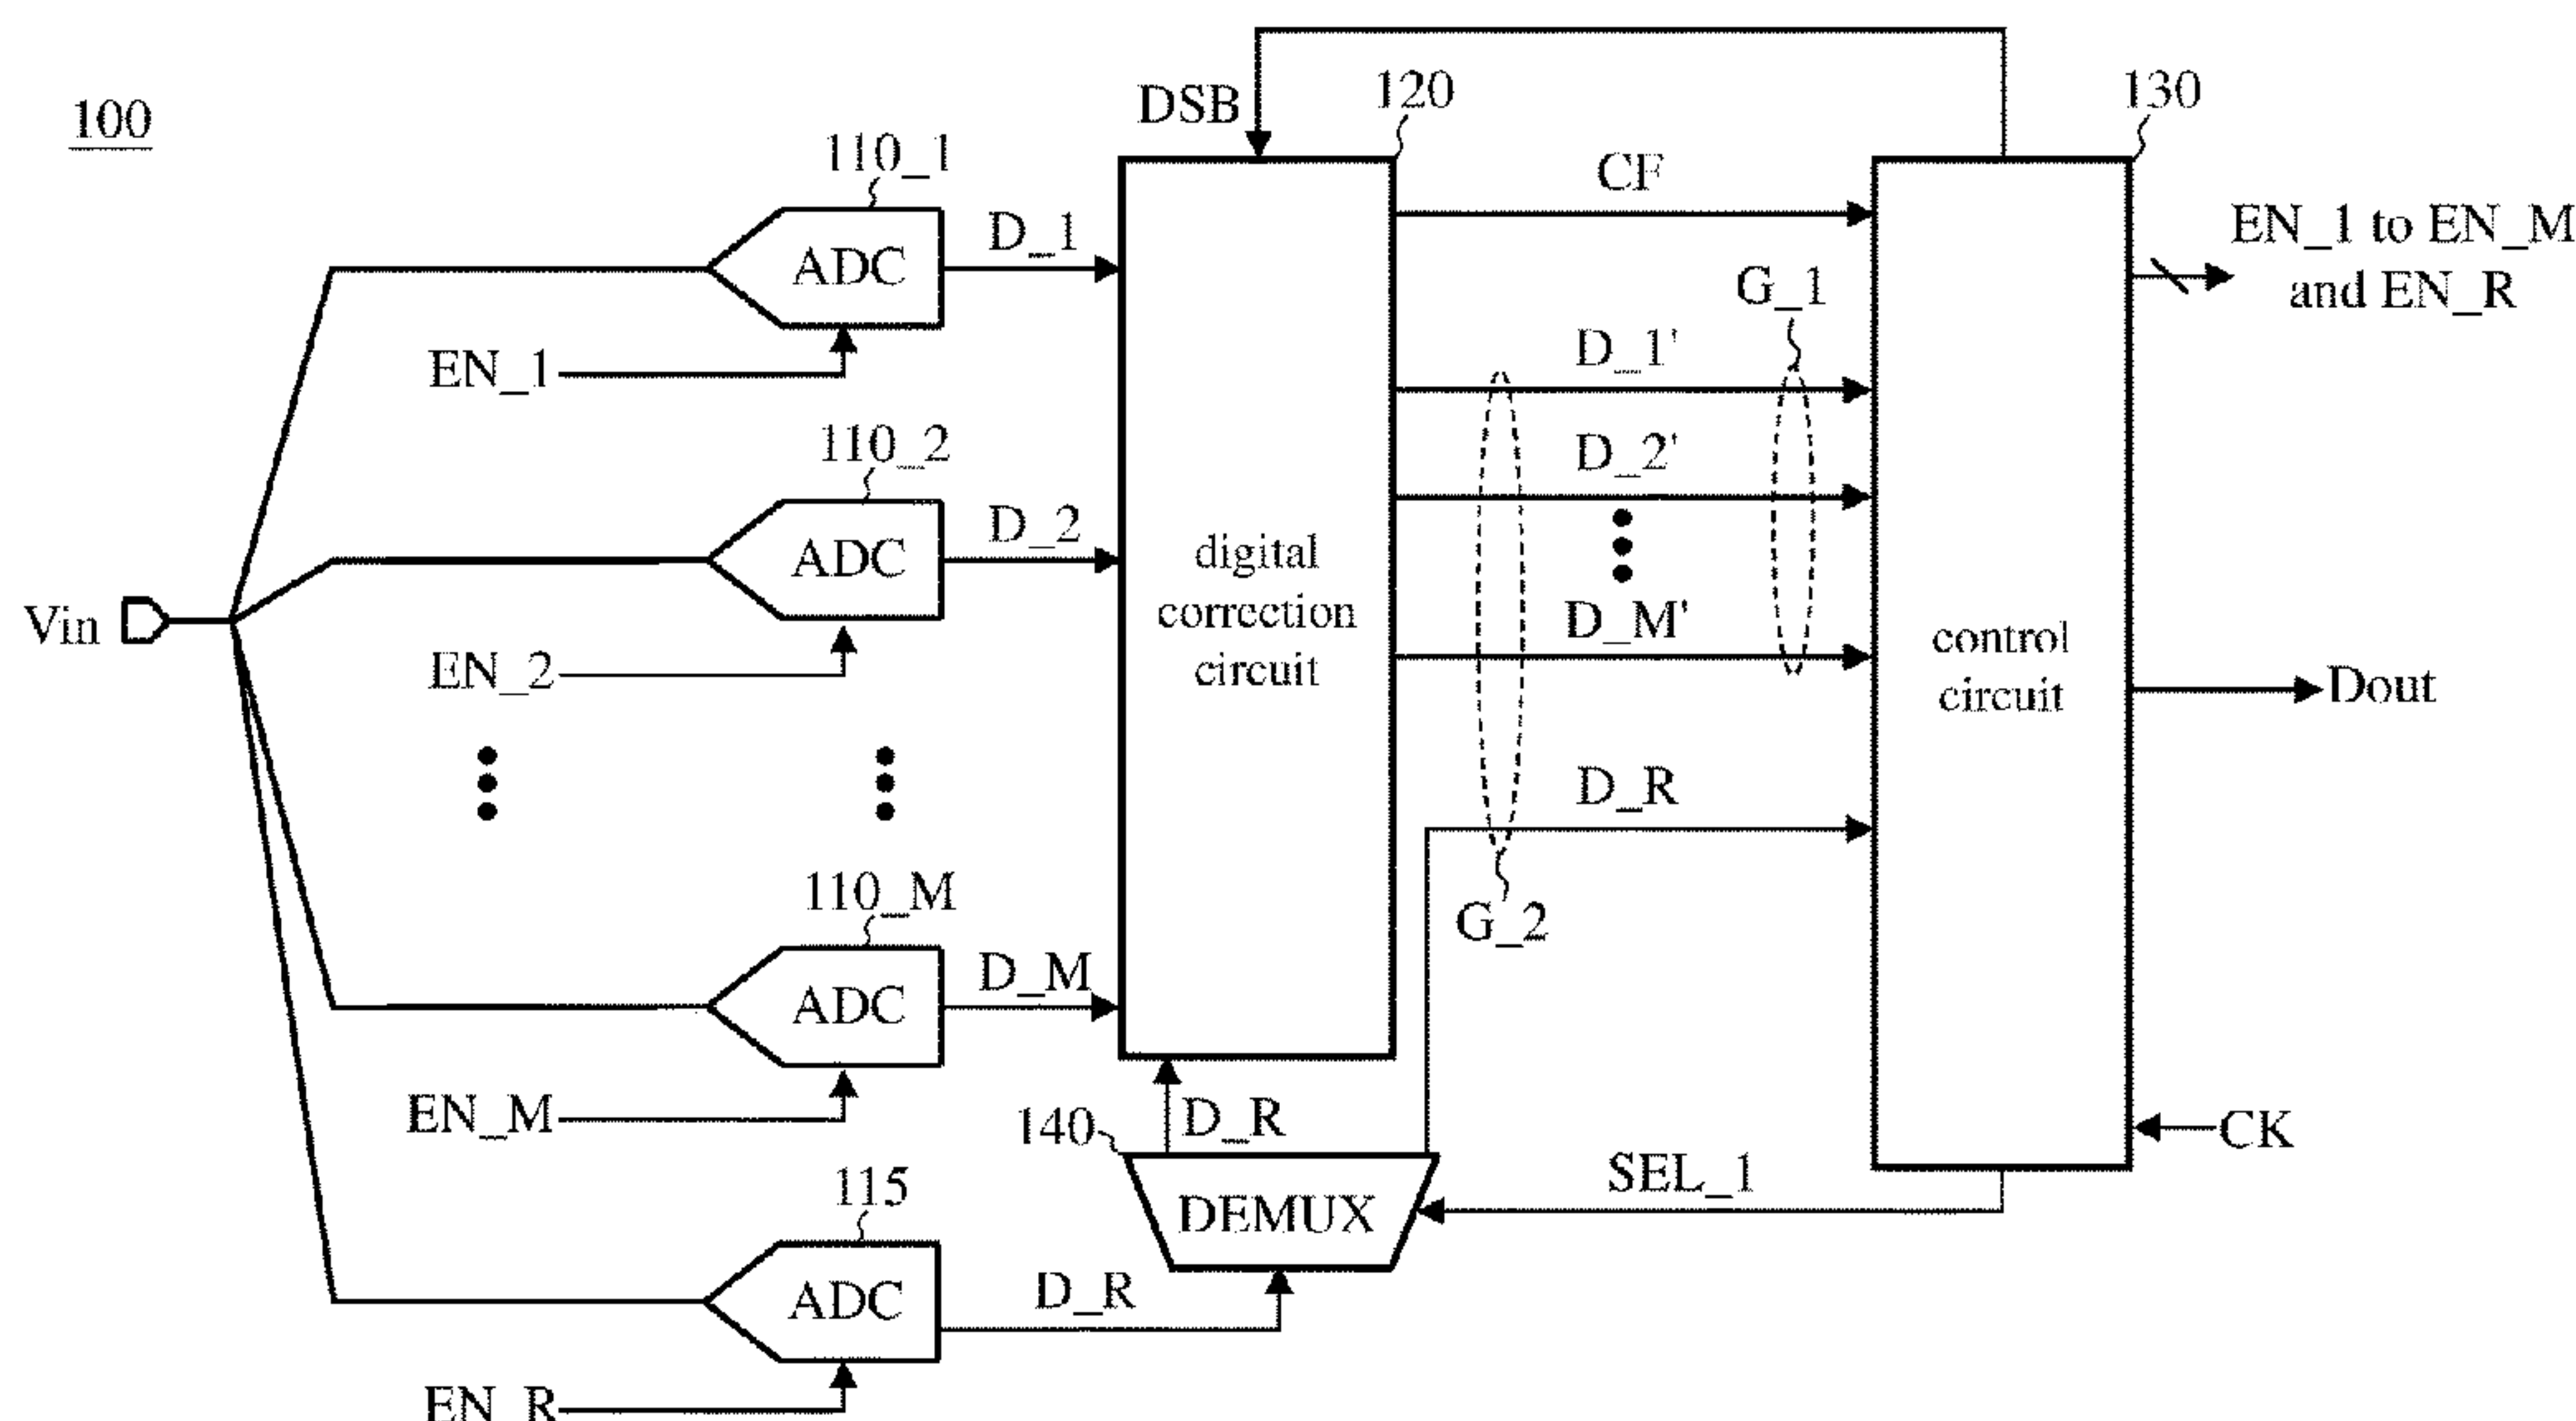 100
DSB
120
130
110_1
CF
D_1
ADC
EN_1 to EN_M
and EN_R
G_1
D_1'
EN_1
110_2
D_2'
D_2
ADC
digital
correction
circuit
D_M'
Vin
EN_2
control
circuit
Dout
D_R
110_M
G_2
D_M
ADC
EN_M
140
D_R
CK
SEL_1
115
DEMUX
D_R
ADC
EN_R